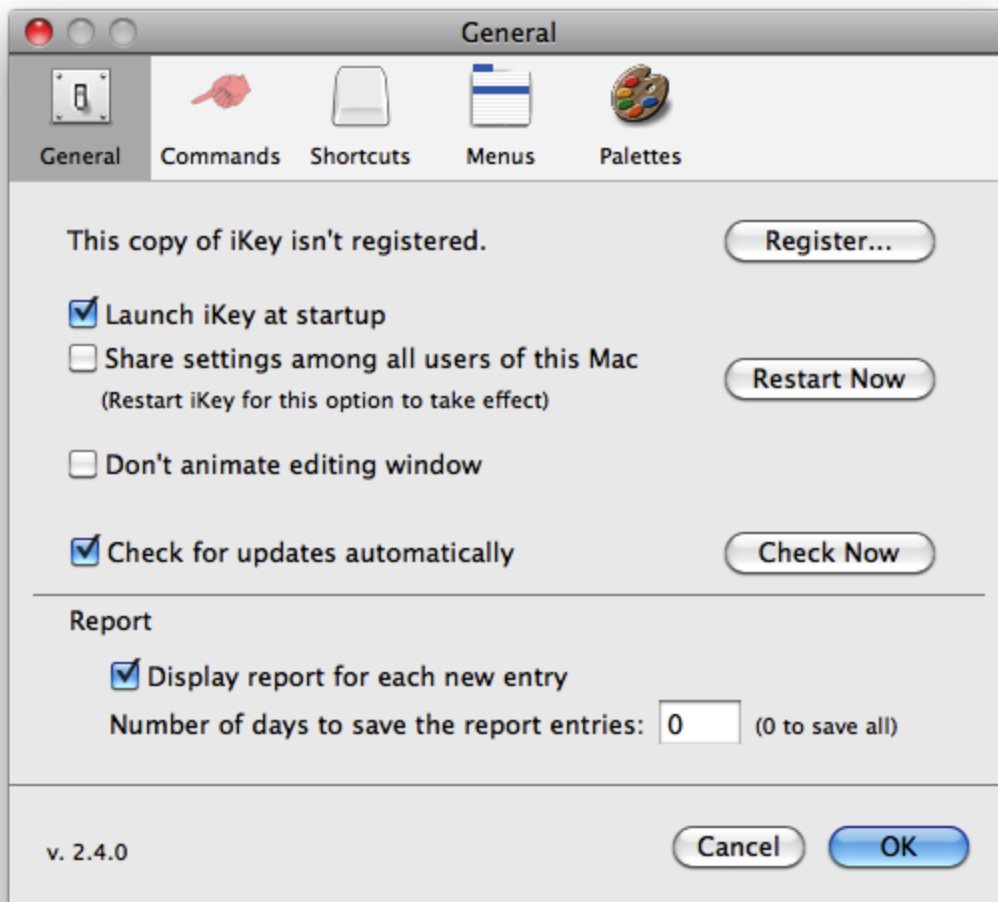 General
General Commands Shortcuts Menus Palettes
This copy of iKey isn't registered. Register...
Launch iKey at startup
Share settings among all users of this Mac
(Restart iKey for this option to take effect) Restart Now
Don't animate editing window
Check for updates automatically Check Now
Report
Display report for each new entry
Number of days to save the report entries: 0 (0 to save all)
v. 2.4.0 Cancel OK